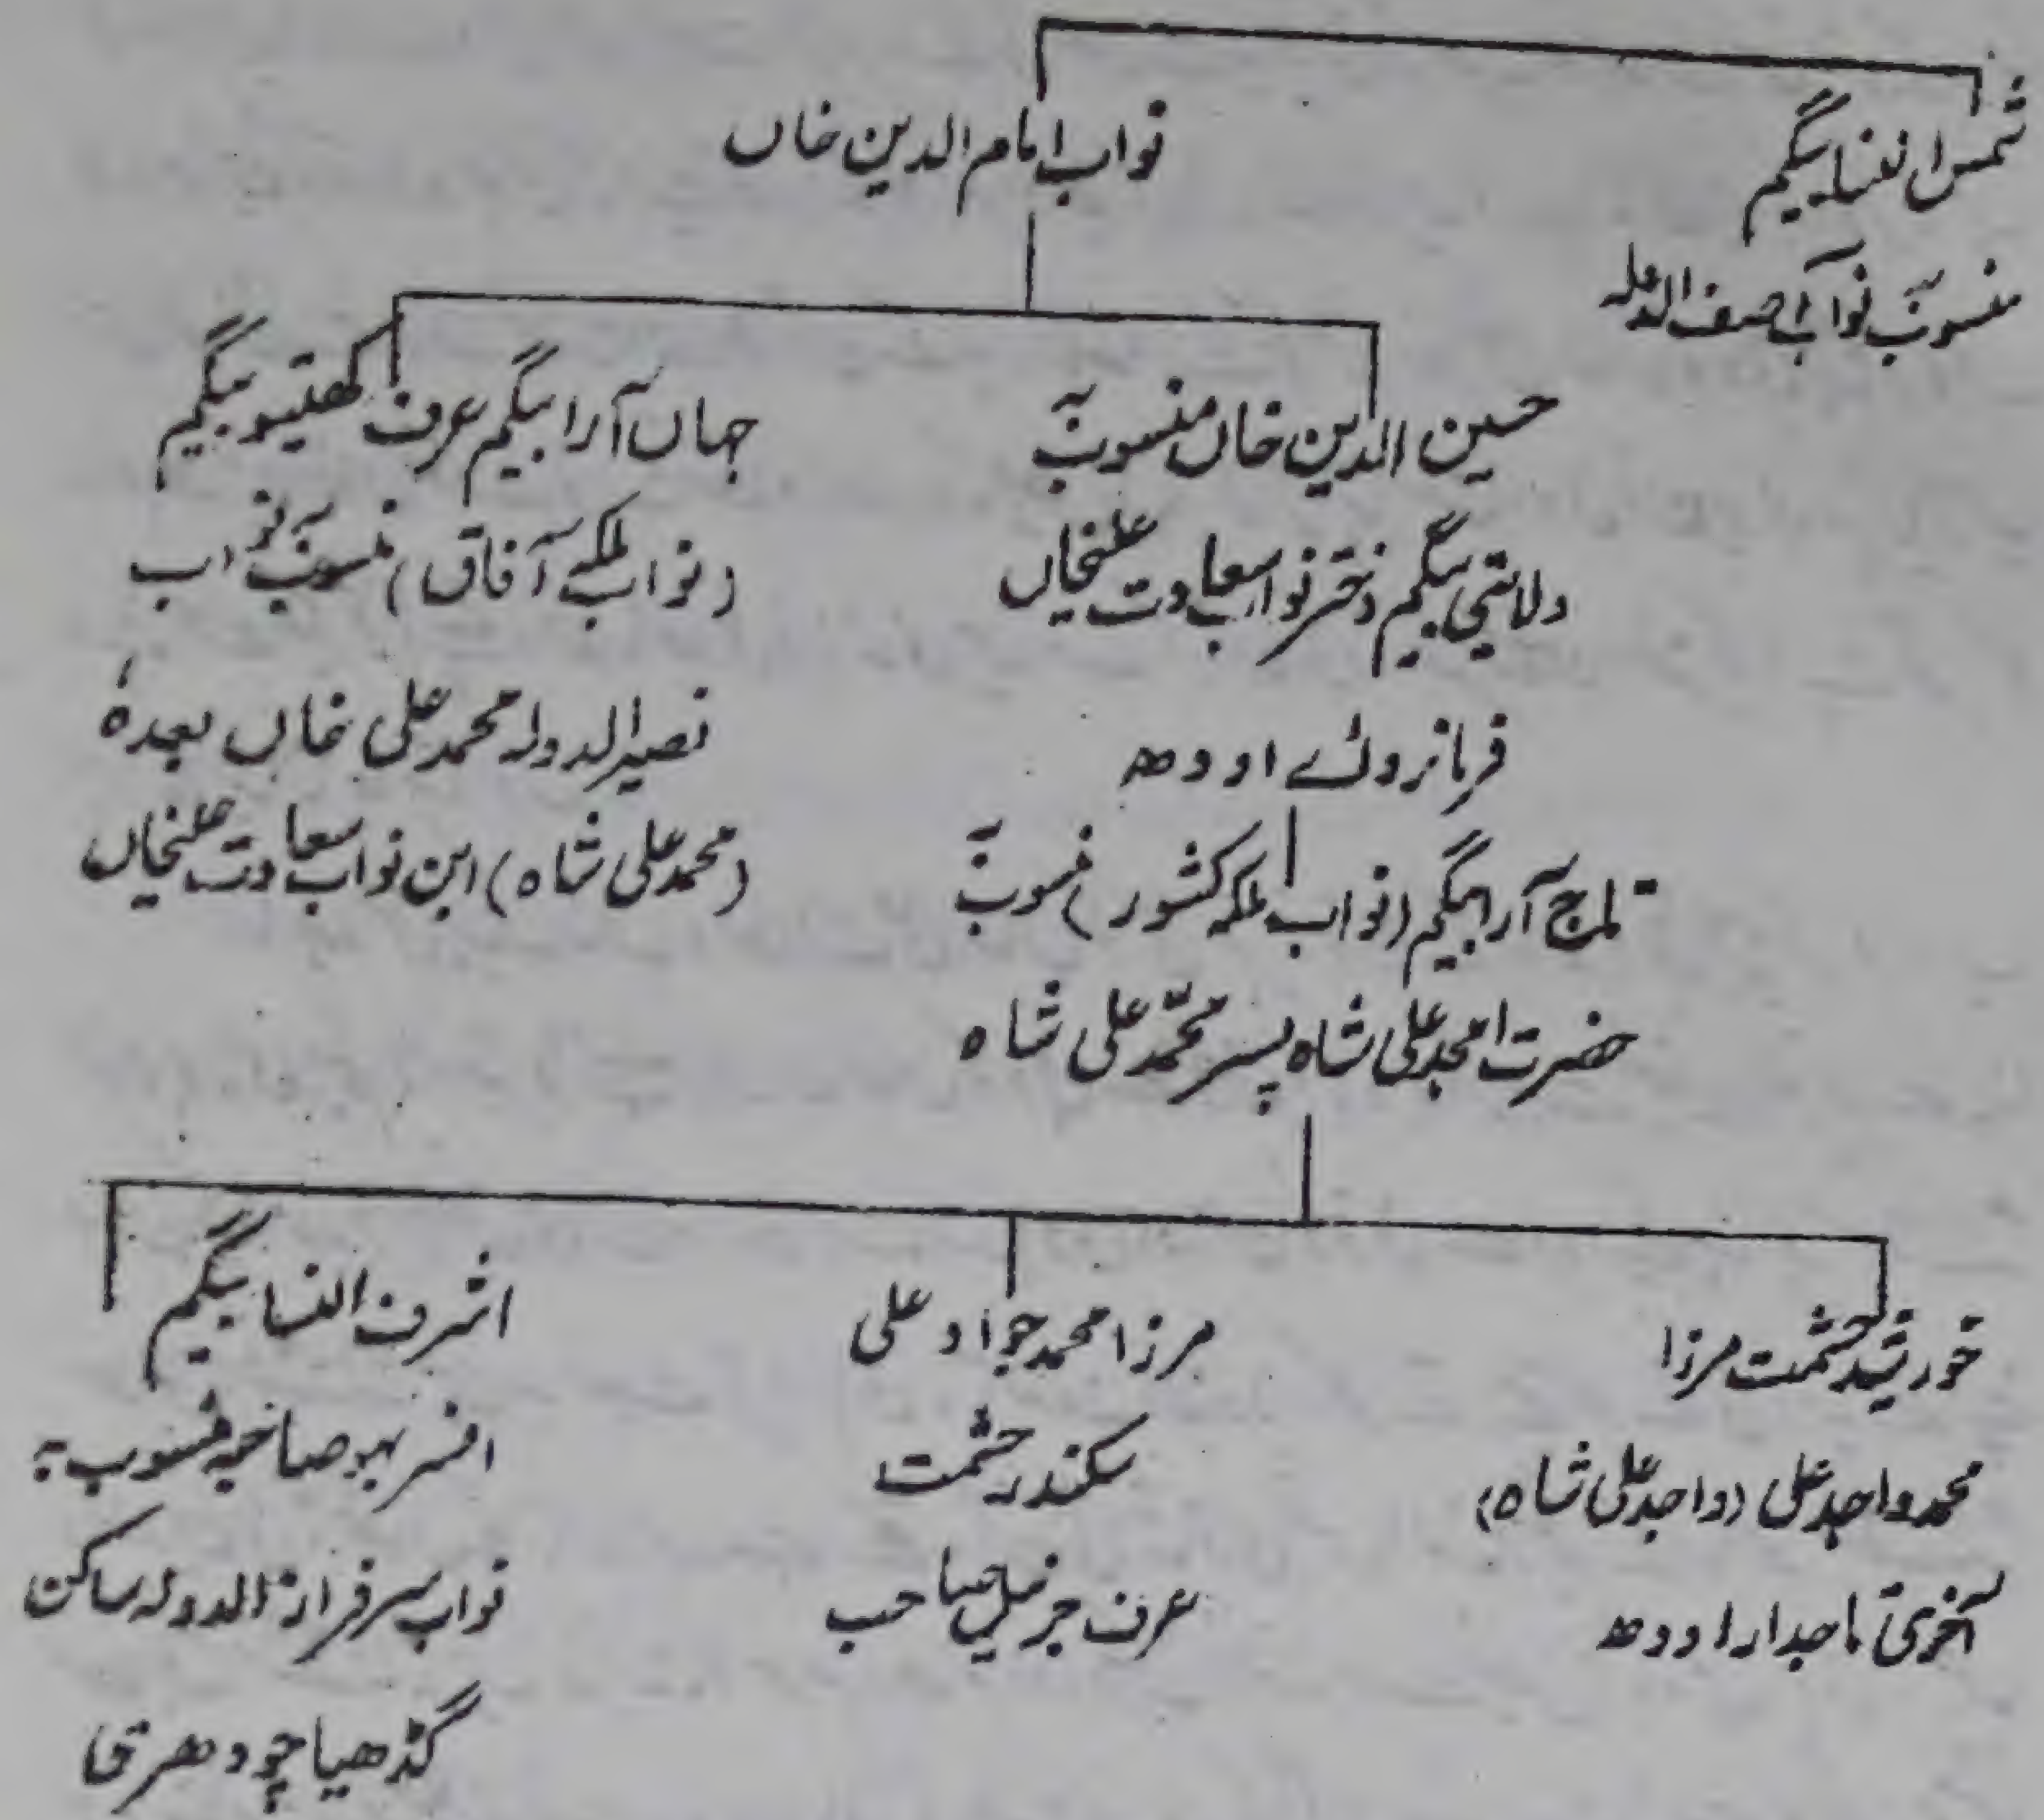 شمس النسا بیگم
منسوب بہ نواب آصف الدولہ
نواب امام الدین خاں
حسین الدین خاں منسوب بہ
ولایتی بیگم دختر نواب سعادت علیخاں
فرمانروائے اودھ
تاج آرا بیگم (نواب ملکہ کشور) منسوب بہ
حضرت امجد علی شاہ پسر محمّد علی شاہ
جہاں آرا بیگم عرف کھیتو بیگم
(نواب ملکہ آفاق) منسوب بہ نواب
نصیر الدولہ محمد علی خاں بعدہٗ
(محمد علی شاہ) ابن نواب سعادت علیخاں
خورشید حشمت مرزا
محمد واجد علی (واجد علی شاہ)
آخری تاجدار اودھ
مرزا محمد جواد علی
سکندر حشمت
عرف جرنیل صاحب
اشرف النسا بیگم
افسر بہو صاحبہ منسوب بہ
نواب سرفراز الدولہ ساکن
گڈھیا چودھری